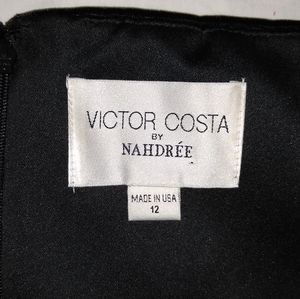 VICTOR COSTA
BY
NAHDRÉE
MADE IN USA
12